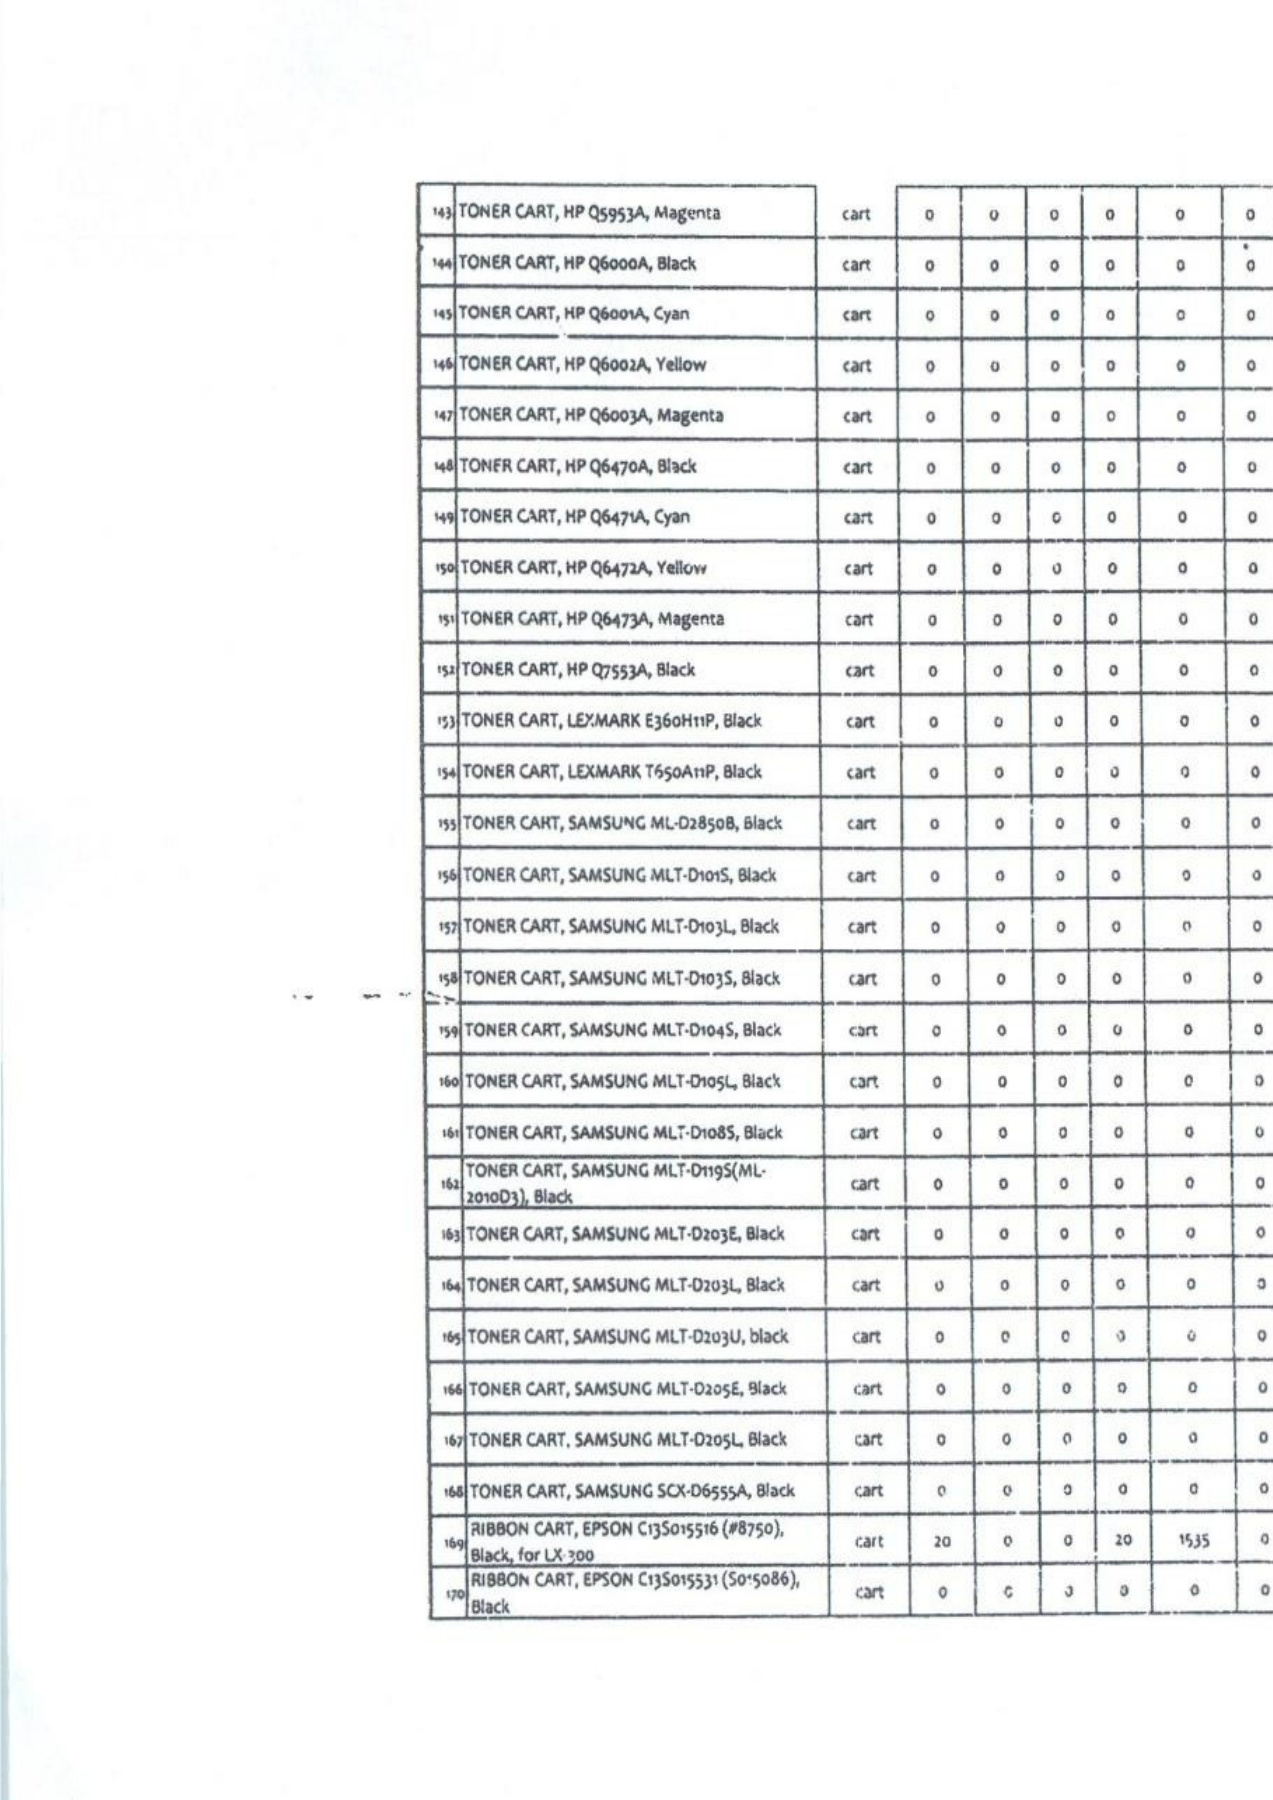 143 TONER CART, HP Q5953A, Magenta cart 0 0 0 0 0 0
144 TONER CART, HP Q6000A, Black cart 0 0 0 0 0 0
145 TONER CART, HP Q6001A, Cyan cart 0 0 0 0 0 0
146 TONER CART, HP Q6002A, Yellow cart 0 0 0 0 0 0
147 TONER CART, HP Q6003A, Magenta cart 0 0 0 0 0 0
148 TONER CART, HP Q6470A, Black cart 0 0 0 0 0 0
149 TONER CART, HP Q6471A, Cyan cart 0 0 0 0 0 0
150 TONER CART, HP Q6472A, Yellow cart 0 0 0 0 0 0
151 TONER CART, HP Q6473A, Magenta cart 0 0 0 0 0 0
152 TONER CART, HP Q7553A, Black cart 0 0 0 0 0 0
153 TONER CART, LEXMARK E360H11P, Black cart 0 0 0 0 0 0
154 TONER CART, LEXMARK T650A11P, Black cart 0 0 0 0 0 0
155 TONER CART, SAMSUNG ML-D2850B, Black cart 0 0 0 0 0 0
156 TONER CART, SAMSUNG MLT-D101S, Black cart 0 0 0 0 0 0
157 TONER CART, SAMSUNG MLT-D103L, Black cart 0 0 0 0 0 0
158 TONER CART, SAMSUNG MLT-D103S, Black cart 0 0 0 0 0 0
159 TONER CART, SAMSUNG MLT-D104S, Black cart 0 0 0 0 0 0
160 TONER CART, SAMSUNG MLT-D105L, Black cart 0 0 0 0 0 0
161 TONER CART, SAMSUNG MLT-D108S, Black cart 0 0 0 0 0 0
TONER CART, SAMSUNG MLT-D119S(ML-
162 2010D3), Black cart 0 0 0 0 0 0
163 TONER CART, SAMSUNG MLT-D203E, Black cart 0 0 0 0 0 0
164 TONER CART, SAMSUNG MLT-D203L, Black cart 0 0 0 0 0 0
165 TONER CART, SAMSUNG MLT-D203U, black cart 0 0 0 0 0 0
166 TONER CART, SAMSUNG MLT-D205E, Black cart 0 0 0 0 0 0
167 TONER CART, SAMSUNG MLT-D205L, Black cart 0 0 0 0 0 0
168 TONER CART, SAMSUNG SCX-D6555A, Black cart 0 0 0 0 0 0
RIBBON CART, EPSON C13S015516 (#8750),
169 Black, for LX-300 cart 20 0 0 20 1535 0
RIBBON CART, EPSON C13S015531 (S015086),
170 Black cart 0 0 0 0 0 0